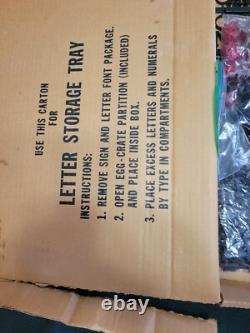 USE THIS CARTON
FOR
LETTER STORAGE TRAY
INSTRUCTIONS:
1. REMOVE SIGN AND LETTER FONT PACKAGE.
2. OPEN EGG-CRATE PARTITION (INCLUDED)
AND PLACE INSIDE BOX.
3. PLACE EXCESS LETTERS AND NUMERALS
BY TYPE IN COMPARTMENTS.